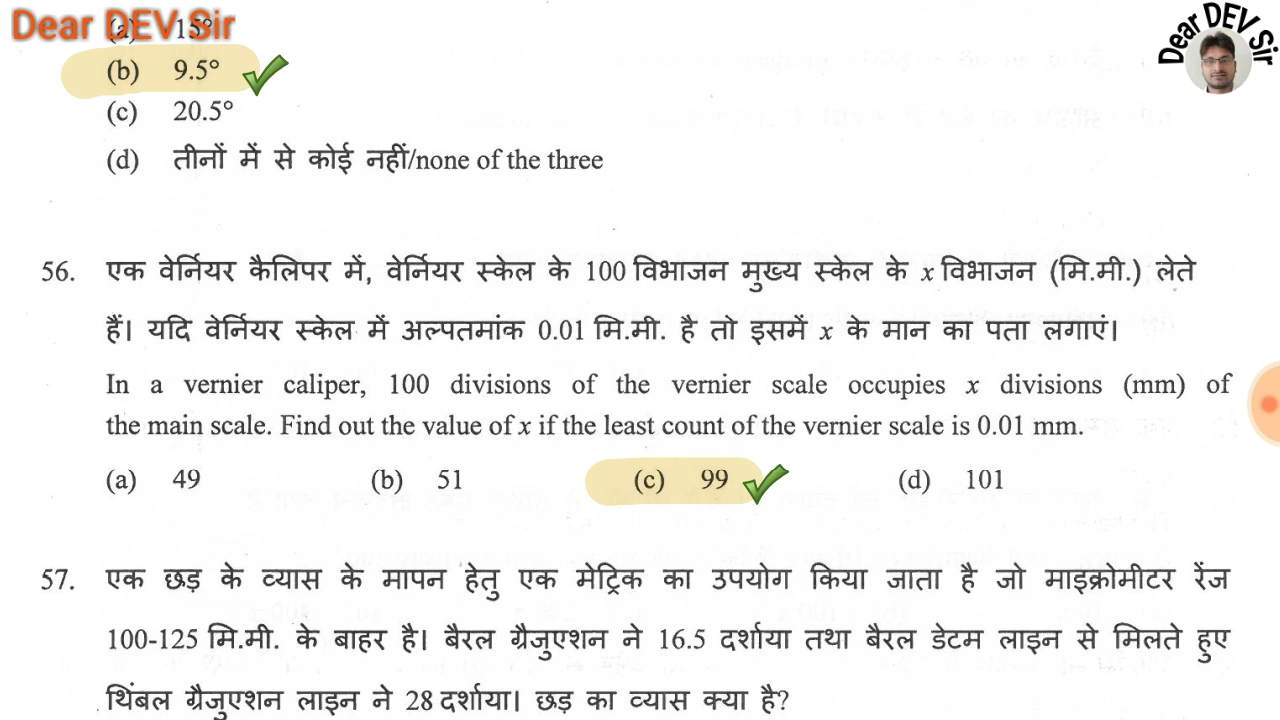 Dear DEV Sir
Dear DEV Sir
(a) 15°
(b) 9.5°
(c) 20.5°
(d) तीनों में से कोई नहीं/none of the three
56. एक वेर्नियर कैलिपर में, वेर्नियर स्केल के 100 विभाजन मुख्य स्केल के x विभाजन (मि.मी.) लेते
हैं। यदि वेर्नियर स्केल में अल्पतमांक 0.01 मि.मी. है तो इसमें x के मान का पता लगाएं।
In a vernier caliper, 100 divisions of the vernier scale occupies x divisions (mm) of
the main scale. Find out the value of x if the least count of the vernier scale is 0.01 mm.
(a) 49 (b) 51 (c) 99 (d) 101
57. एक छड़ के व्यास के मापन हेतु एक मेट्रिक का उपयोग किया जाता है जो माइक्रोमीटर रेंज
100-125 मि.मी. के बाहर है। बैरल ग्रैजुएशन ने 16.5 दर्शाया तथा बैरल डेटम लाइन से मिलते हुए
थिंबल ग्रैजुएशन लाइन ने 28 दर्शाया। छड़ का व्यास क्या है?